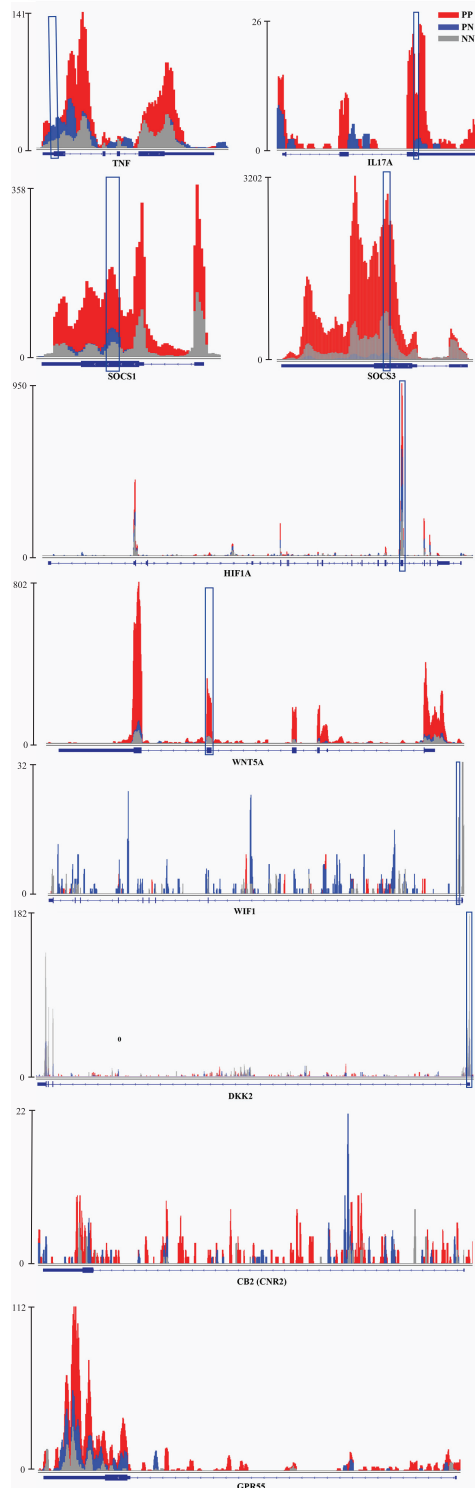 141
0
TNF
26
0
IL17A
PP
PN
NN
358
0
SOCS1
3202
0
SOCS3
950
0
HIF1A
802
0
WNT5A
32
0
WIF1
182
0
0
DKK2
22
0
CB2 (CNR2)
112
0
GPR55